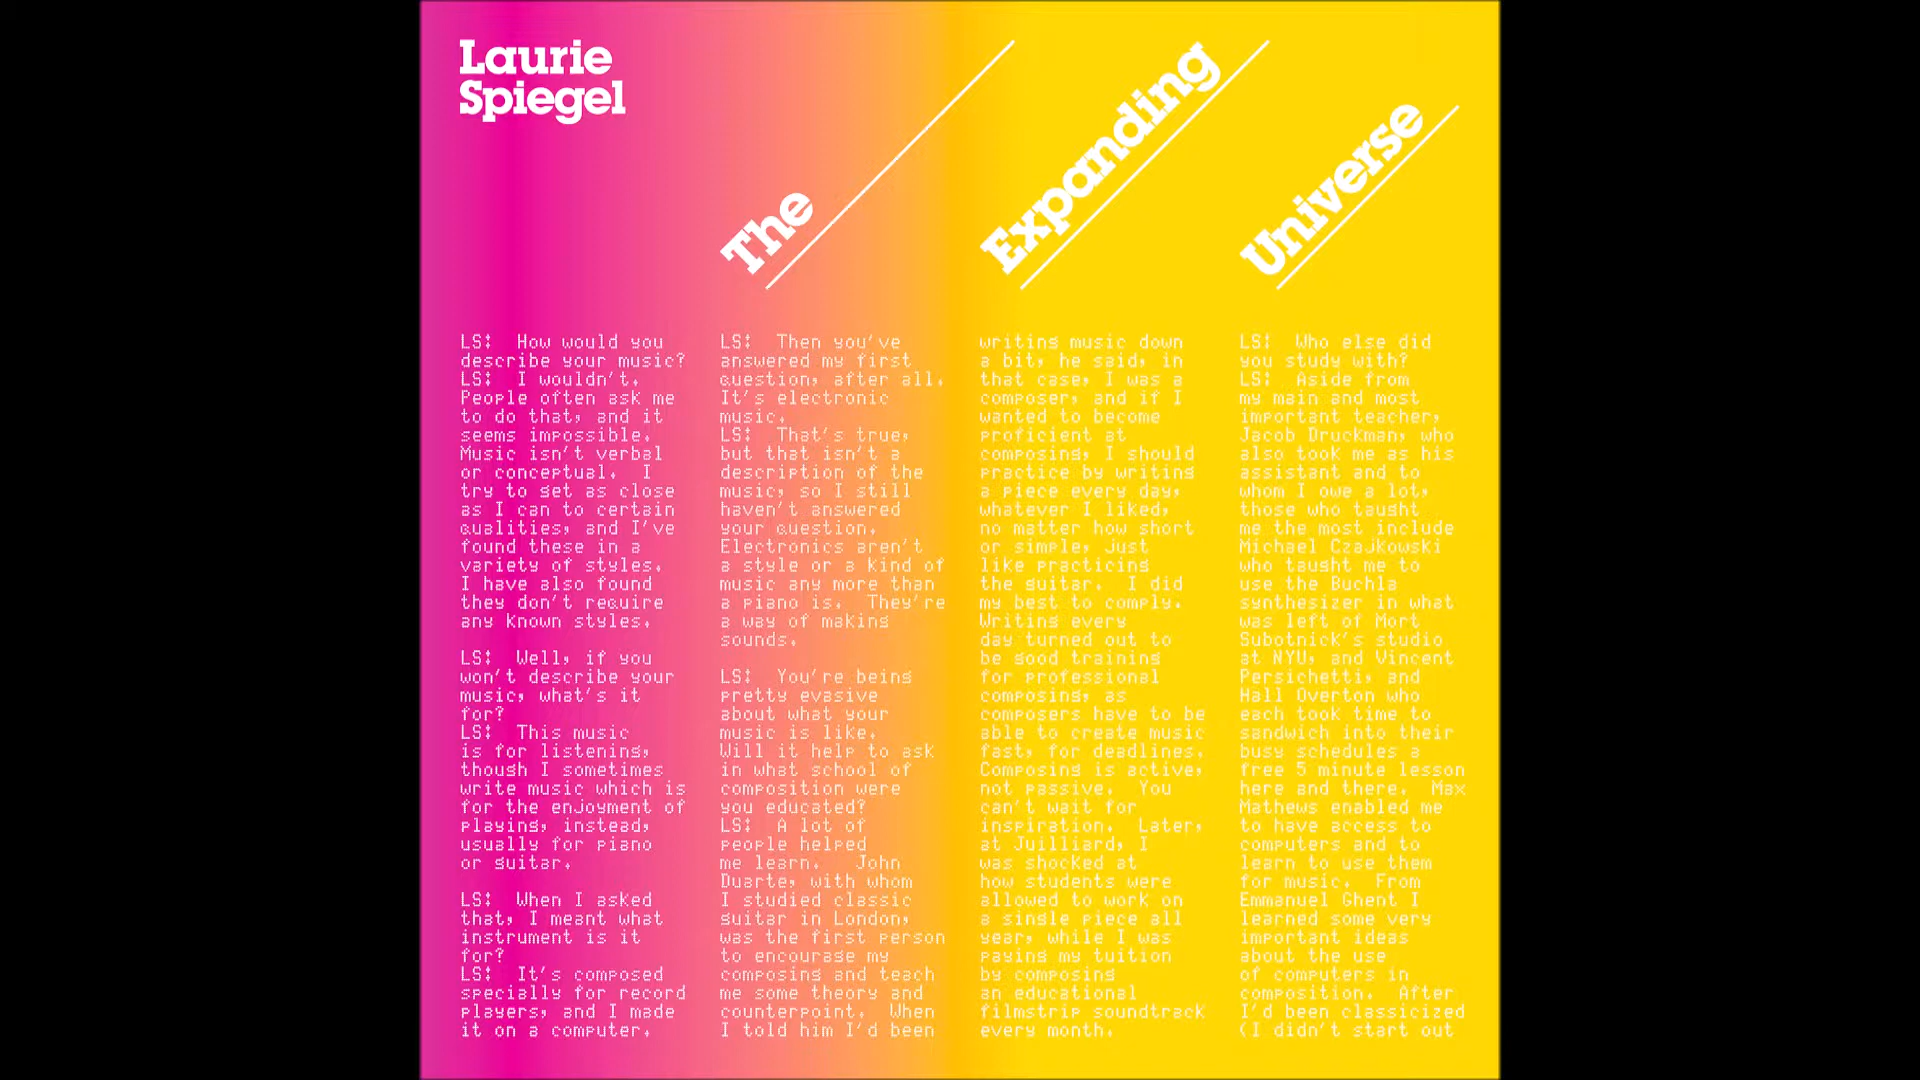 Laurie
Spiegel
The
Expanding
Universe
LS: How would you
describe your music?
LS: I wouldn't.
People often ask me
to do that, and it
seems impossible.
Music isn't verbal
or conceptual. I
try to get as close
as I can to certain
qualities, and I've
found these in a
variety of styles.
I have also found
they don't require
any known styles.
LS: Well, if you
won't describe your
music, what's it
for?
LS: This music
is for listening,
though I sometimes
write music which is
for the enjoyment of
playing, instead,
usually for piano
or guitar.
LS: When I asked
that, I meant what
instrument is it
for?
LS: It's composed
specially for record
players, and I made
it on a computer.
LS: Then you've
answered my first
question, after all.
It's electronic
music.
LS: That's true,
but that isn't a
description of the
music, so I still
haven't answered
your question.
Electronics aren't
a style or a kind of
music any more than
a piano is. They're
a way of making
sounds.
LS: You're being
pretty evasive
about what your
music is like.
Will it help to ask
in what school of
composition were
you educated?
LS: A lot of
people helped
me learn. John
Duarte, with whom
I studied classic
guitar in London,
was the first person
to encourage my
composing and teach
me some theory and
counterpoint. When
I told him I'd been
writing music down
a bit, he said, in
that case, I was a
composer, and if I
wanted to become
proficient at
composing, I should
practice by writing
a piece every day,
whatever I liked,
no matter how short
or simple, just
like practicing
the guitar. I did
my best to comply.
Writing every
day turned out to
be good training
for professional
composing, as
composers have to be
able to create music
fast, for deadlines.
Composing is active,
not passive. You
can't wait for
inspiration. Later,
at Juilliard, I
was shocked at
how students were
allowed to work on
a single piece all
year, while I was
paying my tuition
by composing
an educational
filmstrip soundtrack
every month.
LS: Who else did
you study with?
LS: Aside from
my main and most
important teacher,
Jacob Druckman, who
also took me as his
assistant and to
whom I owe a lot,
those who taught
me the most include
Michael Czajkowski
who taught me to
use the Buchla
synthesizer in what
was left of Mort
Subotnick's studio
at NYU, and Vincent
Persichetti, and
Hall Overton who
each took time to
sandwich into their
busy schedules a
free 5 minute lesson
here and there. Max
Mathews enabled me
to have access to
computers and to
learn to use them
for music. From
Emmanuel Ghent I
learned some very
important ideas
about the use
of computers in
composition. After
I'd been classicized
(I didn't start out